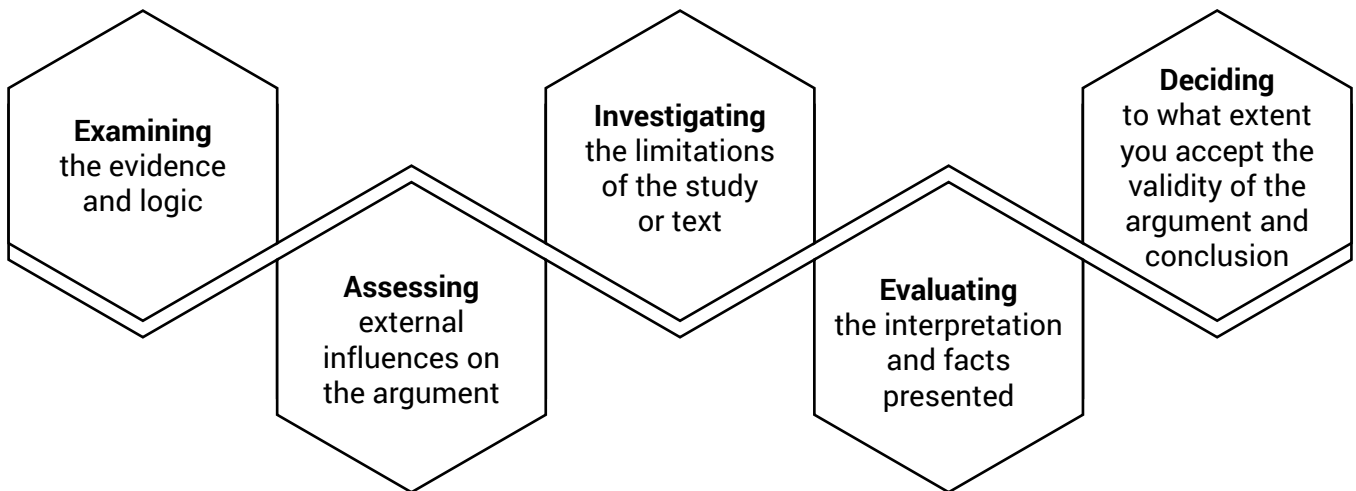 Examining
the evidence
and logic
Assessing
external
influences on
the argument
Investigating
the limitations
of the study
or text
Evaluating
the interpretation
and facts
presented
Deciding
to what extent
you accept the
validity of the
argument and
conclusion